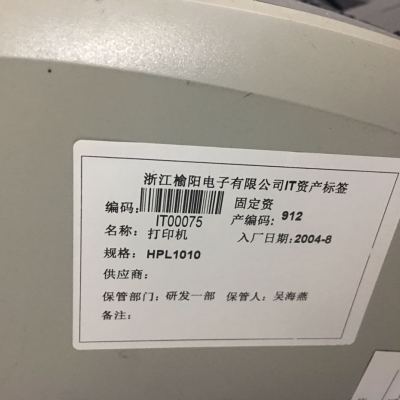 浙江榆阳电子有限公司IT资产标签
编码:
IT00075
固定资
产编码: 912
名称: 打印机
入厂日期: 2004-8
规格: HPL1010
供应商:
保管部门: 研发一部 保管人: 吴海燕
备注: